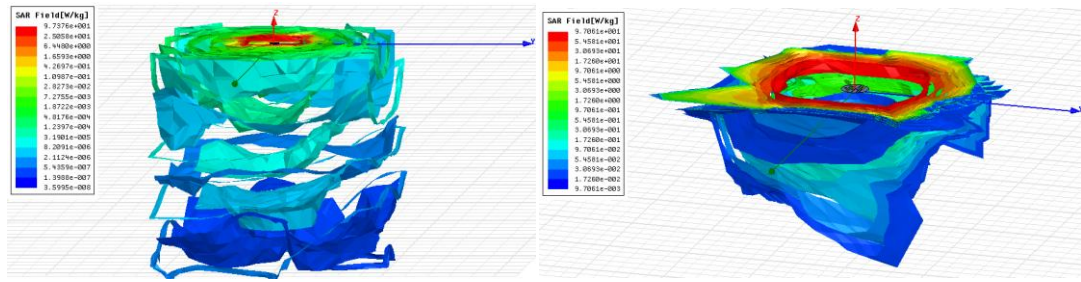 SAR Field[W/kg]
9.7376e+001
2.5058e+001
6.4480e+000
1.6593e+000
4.2697e-001
1.0987e-001
2.8273e-002
7.2755e-003
1.8722e-003
4.8176e-004
1.2397e-004
3.1901e-005
8.2091e-006
2.1124e-006
5.4359e-007
1.3988e-007
3.5995e-008
Z
Y
SAR Field[W/kg]
9.7061e+001
5.4581e+001
3.0693e+001
1.7260e+001
9.7061e+000
5.4581e+000
3.0693e+000
1.7260e+000
9.7061e-001
5.4581e-001
3.0693e-001
1.7260e-001
9.7061e-002
5.4581e-002
3.0693e-002
1.7260e-002
9.7061e-003
Z